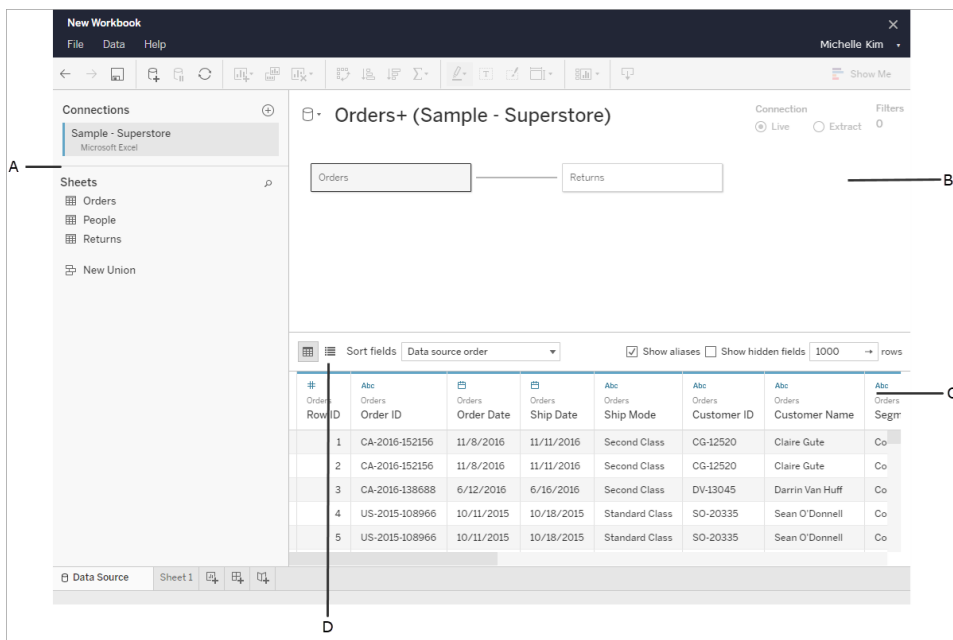 New Workbook
File Data Help
Michelle Kim
Show Me
Connections
Sample - Superstore
Microsoft Excel
A
Sheets
Orders
People
Returns
New Union
Orders+ (Sample - Superstore)
Connection
Live Extract
Filters
0
Orders
Returns
B
Sort fields Data source order
Show aliases Show hidden fields 1000 → rows
# Abc Abc Abc Abc Abc
Orders Orders Orders Orders Orders Orders Orders Orders
Row ID Order ID Order Date Ship Date Ship Mode Customer ID Customer Name Segm
C
1 CA-2016-152156 11/8/2016 11/11/2016 Second Class CG-12520 Claire Gute Co
2 CA-2016-152156 11/8/2016 11/11/2016 Second Class CG-12520 Claire Gute Co
3 CA-2016-138688 6/12/2016 6/16/2016 Second Class DV-13045 Darrin Van Huff Co
4 US-2015-108966 10/11/2015 10/18/2015 Standard Class SO-20335 Sean O'Donnell Co
5 US-2015-108966 10/11/2015 10/18/2015 Standard Class SO-20335 Sean O'Donnell Co
Data Source Sheet 1
D